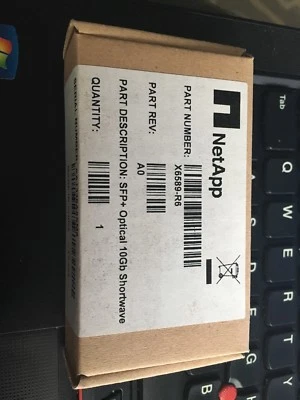 NetApp
PART NUMBER:
X6589-R6
PART REV:
A0
PART DESCRIPTION: SFP+ Optical 10Gb Shortwave
QUANTITY:
1
Tab